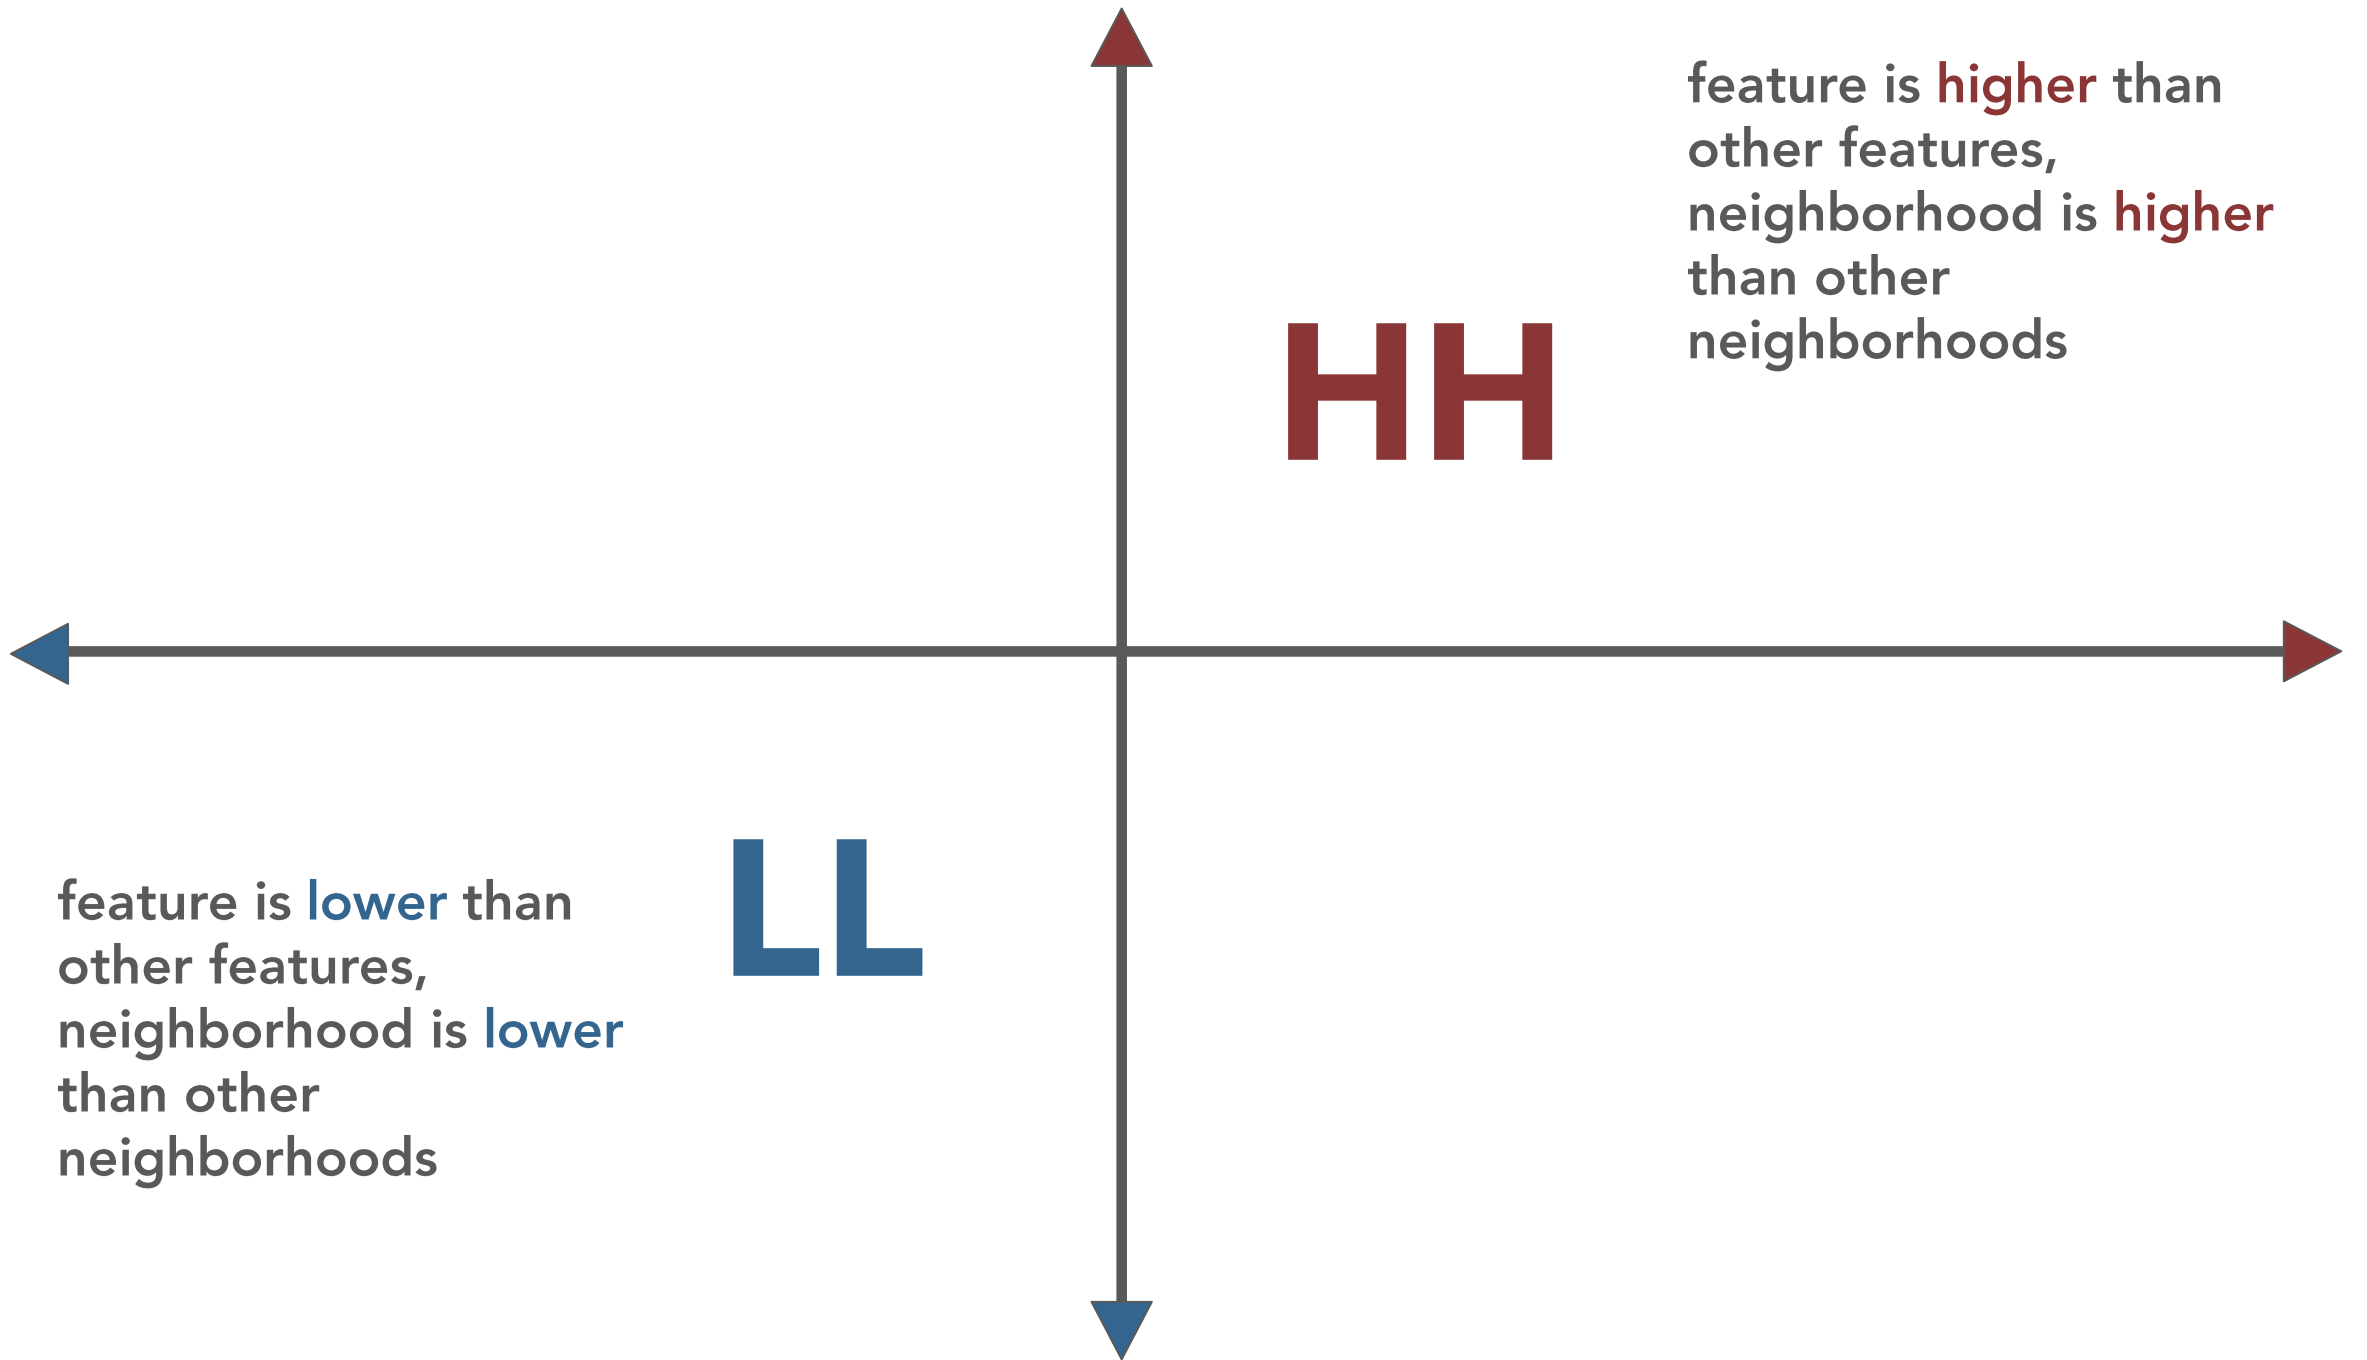 feature is higher than
other features,
neighborhood is higher
than other
neighborhoods
HH
LL
feature is lower than
other features,
neighborhood is lower
than other
neighborhoods